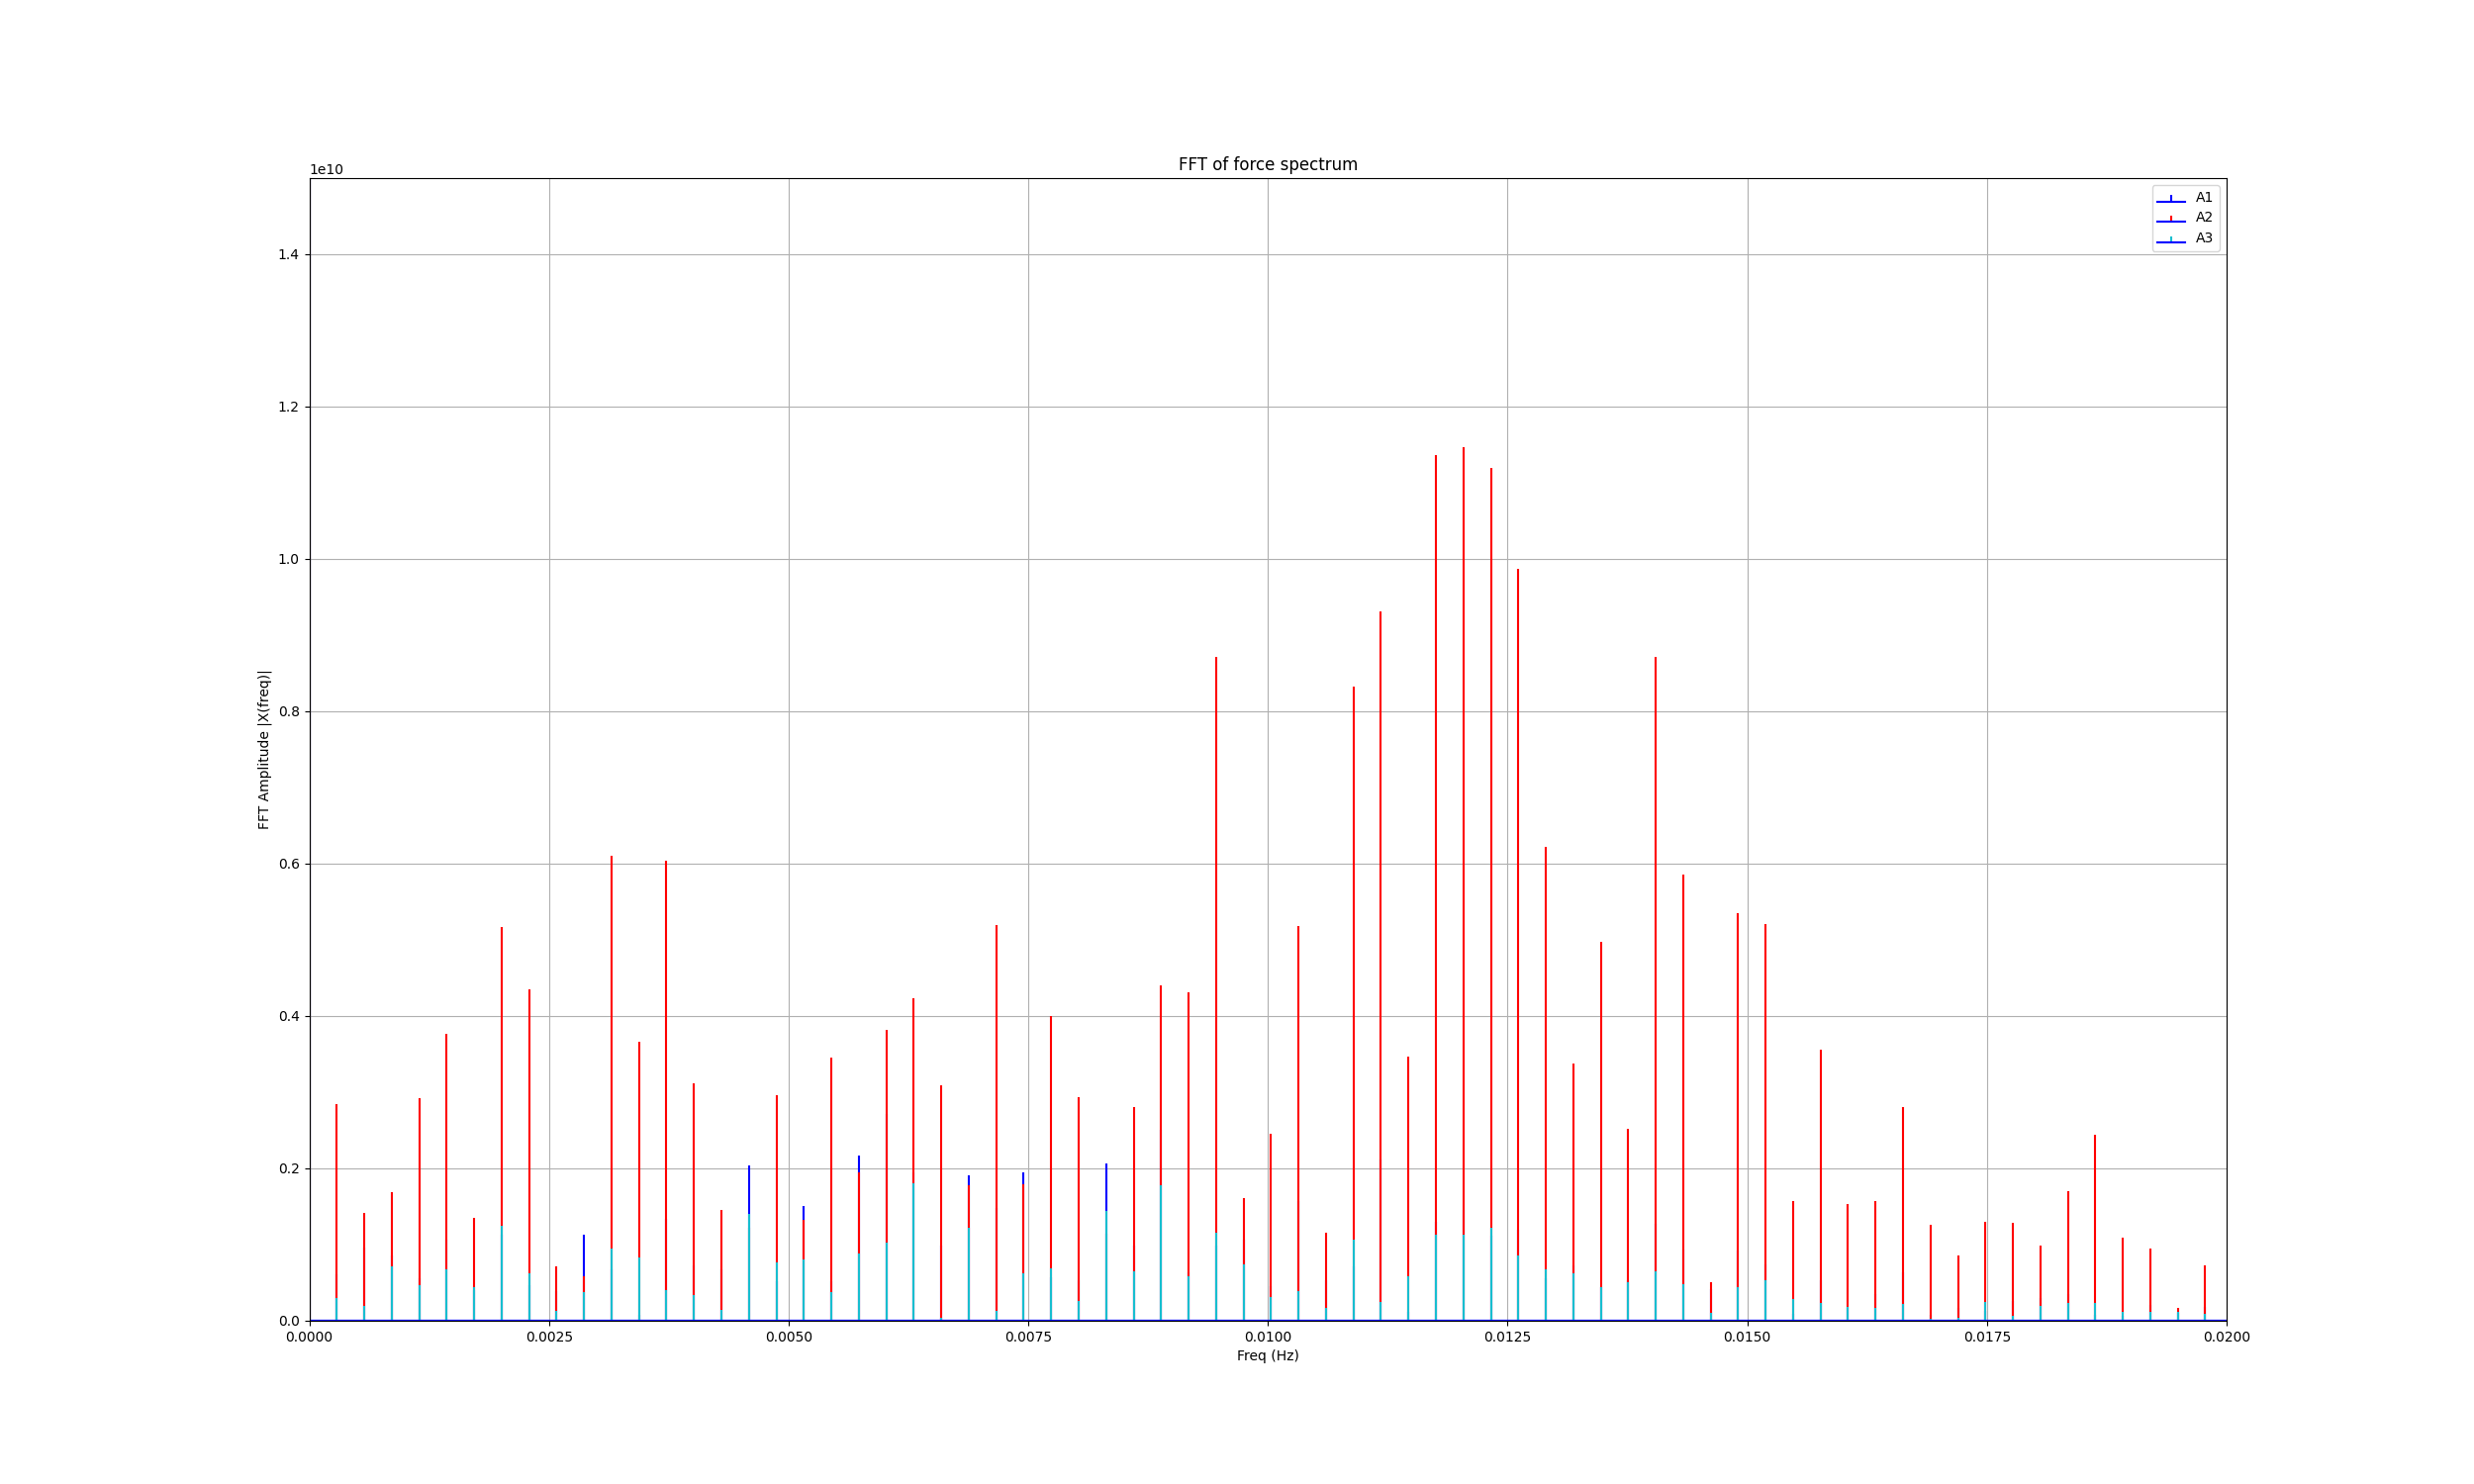 FFT of force spectrum
1e10
A1
A2
A3
1.4
1.2
1.0
0.8
0.6
0.4
0.2
0.0
FFT Amplitude |X(freq)|
0.0000 0.0025 0.0050 0.0075 0.0100 0.0125 0.0150 0.0175 0.0200
Freq (Hz)